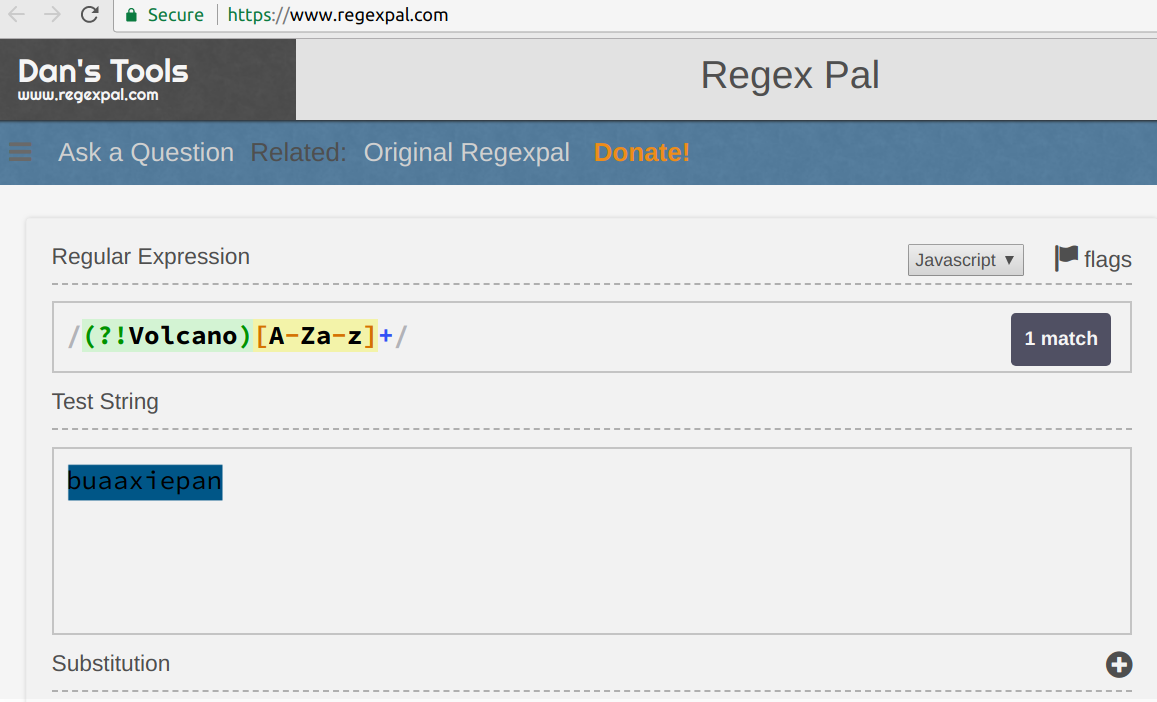 Secure https://www.regexpal.com
Dan's Tools
www.regexpal.com
Regex Pal
Ask a Question Related: Original Regexpal Donate!
Regular Expression Javascript ▼ flags
/(?!Volcano)[A-Za-z]+/ 1 match
Test String
buaaxiepan
Substitution